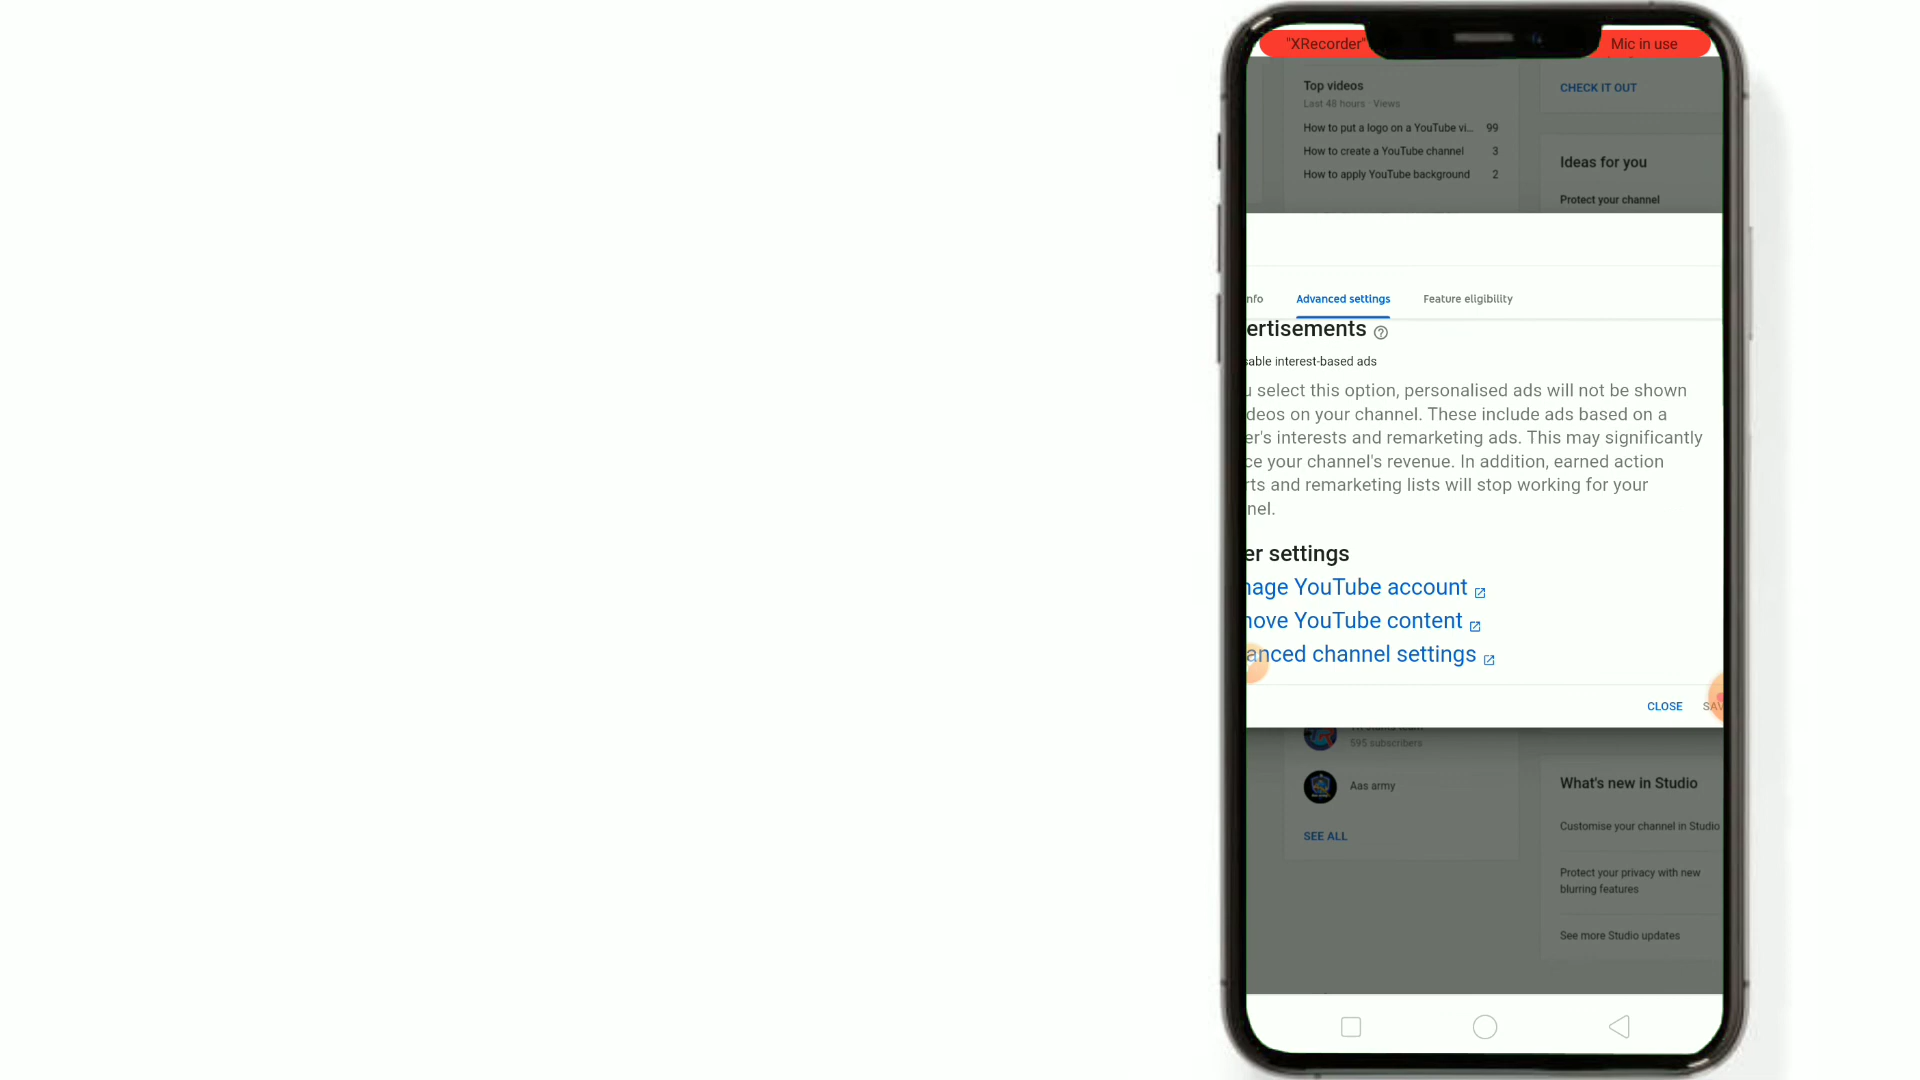 "XRecorder"
Mic in use
Top videos
Last 48 hours · Views
How to put a logo on a YouTube vi... 99
How to create a YouTube channel 3
How to apply YouTube background 2
CHECK IT OUT
Ideas for you
Protect your channel
nfo
Advanced settings
Feature eligibility
ertisements
able interest-based ads
u select this option, personalised ads will not be shown
deos on your channel. These include ads based on a
er's interests and remarketing ads. This may significantly
ce your channel's revenue. In addition, earned action
rts and remarketing lists will stop working for your
nel.
er settings
nage YouTube account
nove YouTube content
anced channel settings
CLOSE
SAV
595 subscribers
Aas army
SEE ALL
What's new in Studio
Customise your channel in Studio
Protect your privacy with new
blurring features
See more Studio updates